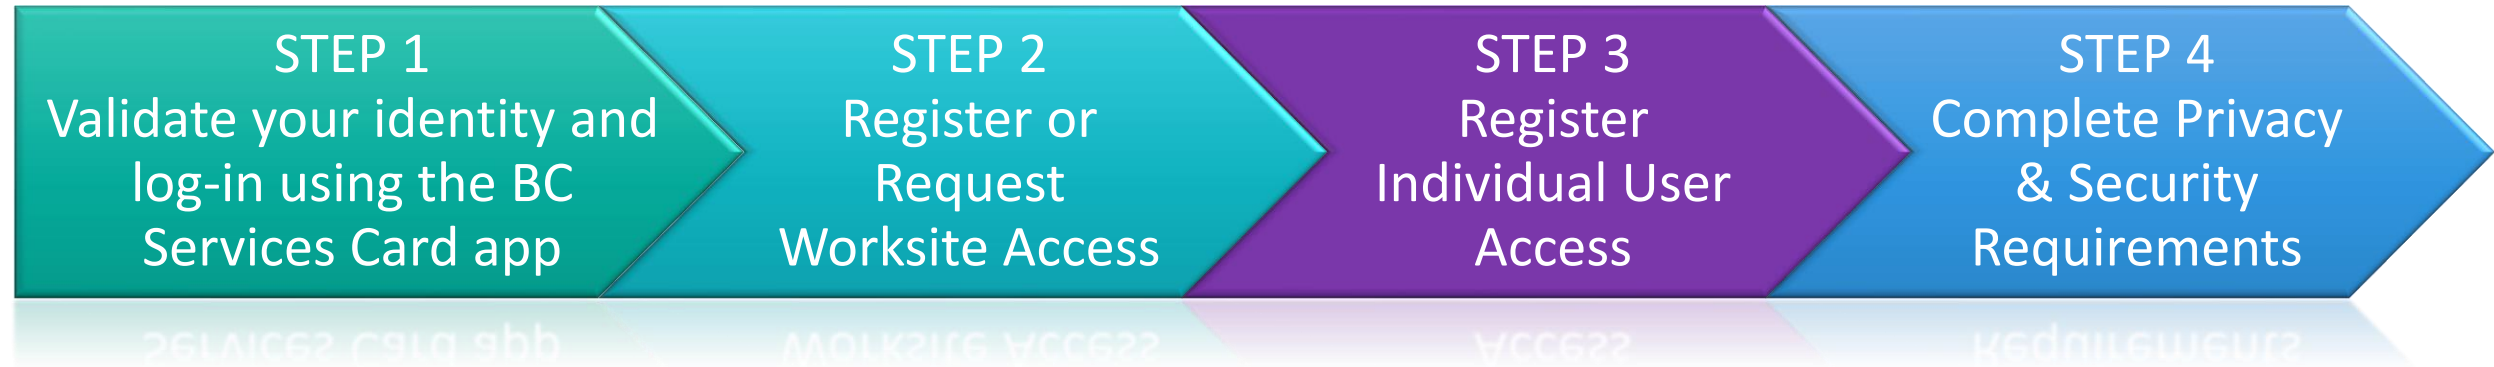 STEP 1
Validate your identity and
log-in using the BC
Services Card app
STEP 2
Register or
Request
Worksite Access
STEP 3
Register
Individual User
Access
STEP 4
Complete Privacy
& Security
Requirements